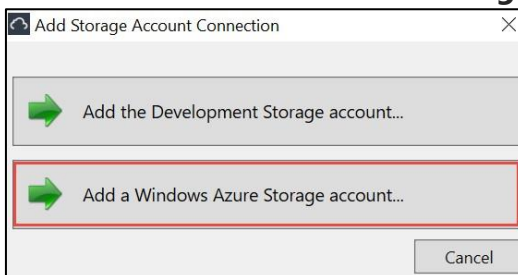 Add Storage Account Connection
Add the Development Storage account...
Add a Windows Azure Storage account...
Cancel